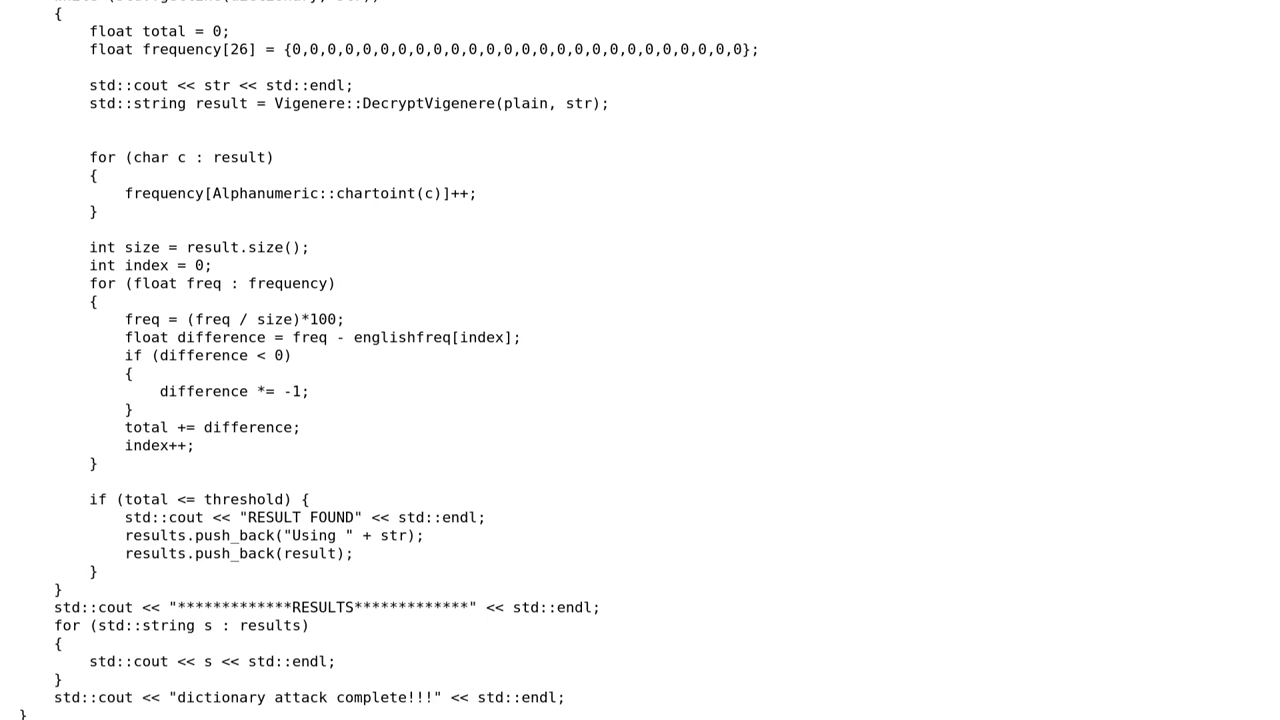 {
float total = 0;
float frequency[26] = {0,0,0,0,0,0,0,0,0,0,0,0,0,0,0,0,0,0,0,0,0,0,0,0,0,0};
std::cout << str << std::endl;
std::string result = Vigenere::DecryptVigenere(plain, str);
for (char c : result)
{
frequency[Alphanumeric::chartoint(c)]++;
}
int size = result.size();
int index = 0;
for (float freq : frequency)
{
freq = (freq / size)*100;
float difference = freq - englishfreq[index];
if (difference < 0)
{
difference *= -1;
}
total += difference;
index++;
}
if (total <= threshold) {
std::cout << "RESULT FOUND" << std::endl;
results.push_back("Using " + str);
results.push_back(result);
}
}
std::cout << "*************RESULTS*************" << std::endl;
for (std::string s : results)
{
std::cout << s << std::endl;
}
std::cout << "dictionary attack complete!!!" << std::endl;
}